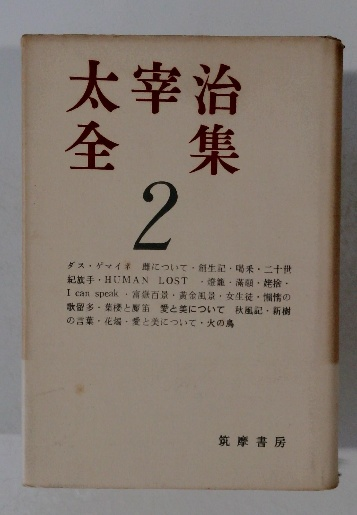 太宰治
全集
2
ダス・ゲマイネ 雌について・創生記・喝采・二十世
紀旗手・HUMAN LOST ・燈籠・満願・姥捨・
I can speak・富嶽百景・黄金風景・女生徒・懶惰の
歌留多・葉桜と魔笛 愛と美について 秋風記・新樹
の言葉・花燭・愛と美について・火の鳥
筑摩書房